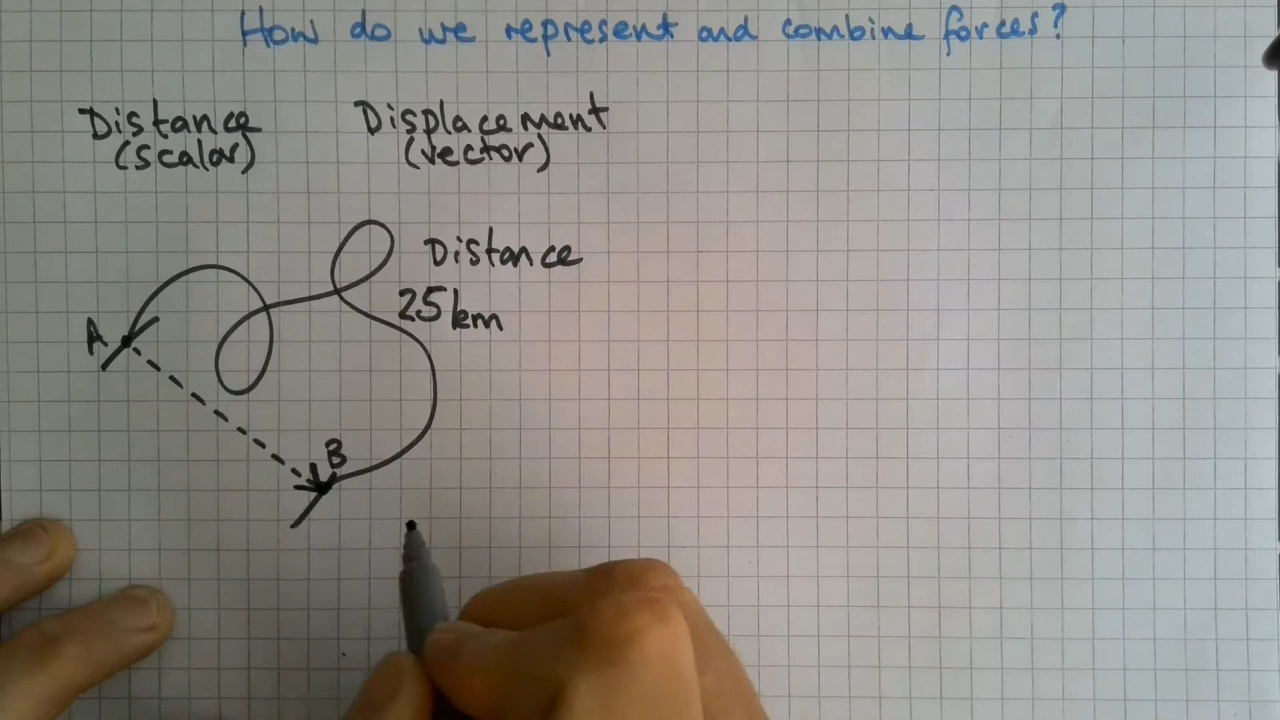 How do we represent and combine forces?
Distance
(scalar)
Displacement
(vector)
Distance
25km
A
B